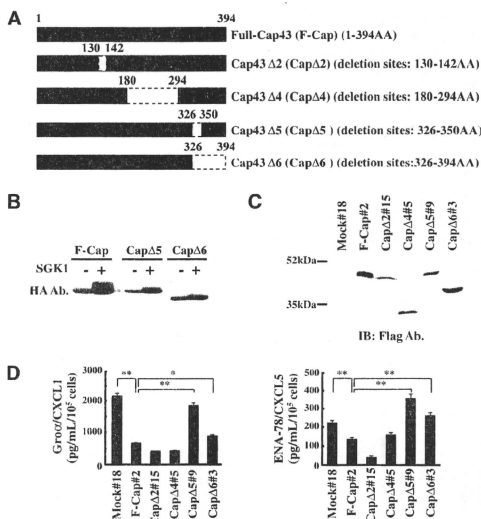 A
1 394
Full-Cap43 (F-Cap) (1-394AA)
130 142
Cap43 Δ2 (CapΔ2) (deletion sites: 130-142AA)
180 294
Cap43 Δ4 (CapΔ4) (deletion sites: 180-294AA)
326 350
Cap43 Δ5 (CapΔ5 ) (deletion sites: 326-350AA)
326 394
Cap43 Δ6 (CapΔ6 ) (deletion sites:326-394AA)
B
F-Cap CapΔ5 CapΔ6
SGK1 - + - + - +
HA Ab.
C
Mock#18
F-Cap#2
CapΔ2#15
CapΔ4#5
CapΔ5#9
CapΔ6#3
52kDa
35kDa
IB: Flag Ab.
D
Groα/CXCL1
(pg/mL/10⁵ cells)
3000
2000
1000
0
** *
**
Mock#18
F-Cap#2
CapΔ2#15
CapΔ4#5
CapΔ5#9
CapΔ6#3
ENA-78/CXCL5
(pg/mL/10⁵ cells)
500
400
300
200
100
0
** **
**
Mock#18
F-Cap#2
CapΔ2#15
CapΔ4#5
CapΔ5#9
CapΔ6#3